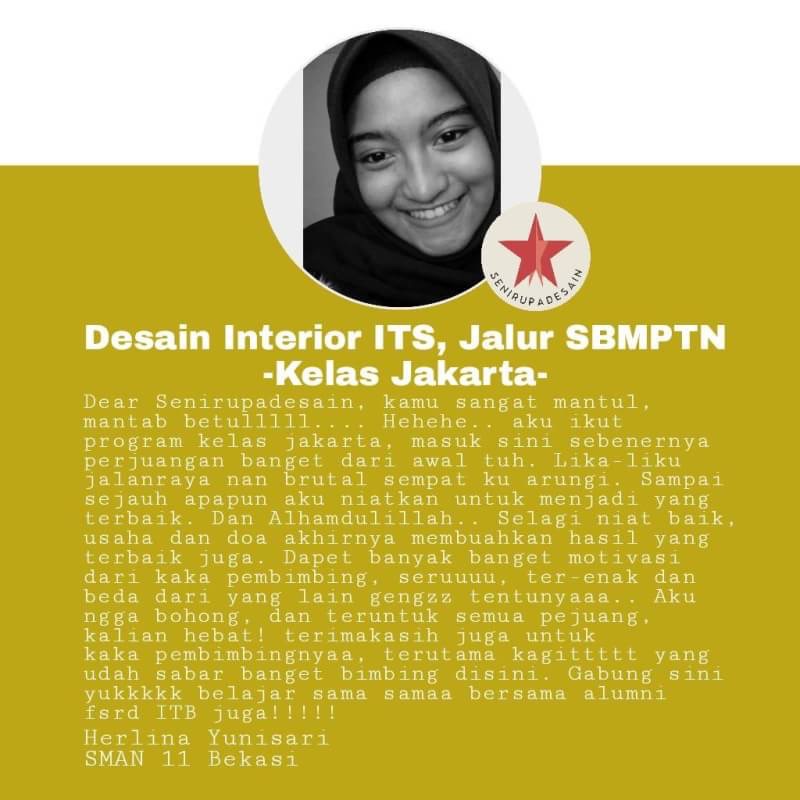 SENIRUPADESAIN
Desain Interior ITS, Jalur SBMPTN
-Kelas Jakarta-
Dear Senirupadesain, kamu sangat mantul,
mantab betulllll.... Hehehe.. aku ikut
program kelas jakarta, masuk sini sebenernya
perjuangan banget dari awal tuh. Lika-liku
jalanraya nan brutal sempat ku arungi. Sampai
sejauh apapun aku niatkan untuk menjadi yang
terbaik. Dan Alhamdulillah.. Selagi niat baik,
usaha dan doa akhirnya membuahkan hasil yang
terbaik juga. Dapet banyak banget motivasi
dari kaka pembimbing, seruuuu, ter-enak dan
beda dari yang lain gengzz tentunyaaa.. Aku
ngga bohong, dan teruntuk semua pejuang,
kalian hebat! terimakasih juga untuk
kaka pembimbingnyaa, terutama kagitttttt yang
udah sabar banget bimbing disini. Gabung sini
yukkkkk belajar sama samaa bersama alumni
fsrd ITB juga!!!!!
Herlina Yunisari
SMAN 11 Bekasi